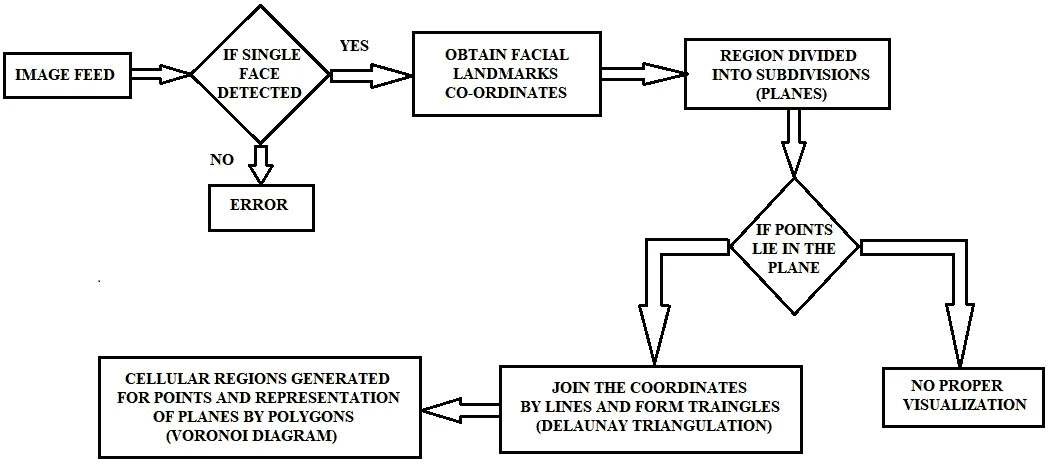 IMAGE FEED
IF SINGLE
FACE
DETECTED
YES
NO
ERROR
OBTAIN FACIAL
LANDMARKS
CO-ORDINATES
REGION DIVIDED
INTO SUBDIVISIONS
(PLANES)
IF POINTS
LIE IN THE
PLANE
NO PROPER
VISUALIZATION
JOIN THE COORDINATES
BY LINES AND FORM TRAINGLES
(DELAUNAY TRIANGULATION)
CELLULAR REGIONS GENERATED
FOR POINTS AND REPRESENTATION
OF PLANES BY POLYGONS
(VORONOI DIAGRAM)